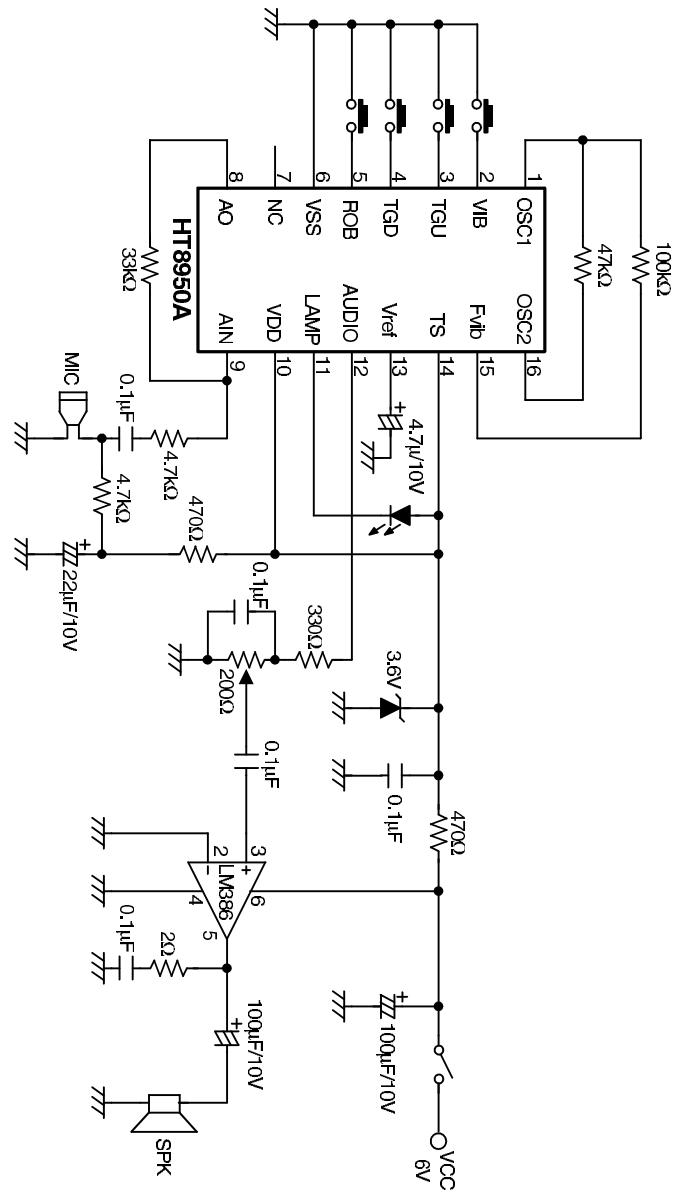 100kΩ
47kΩ
1
2
3
4
5
6
7
8
OSC1
VIB
TGU
TGD
ROB
VSS
NC
AO
HT8950A
OSC2
Fvib
TS
Vref
AUDIO
LAMP
VDD
AIN
16
15
14
13
12
11
10
9
33kΩ
MIC
0.1μF
4.7kΩ
4.7kΩ
470Ω
+
22μF/10V
+
4.7μ/10V
0.1μF
330Ω
200Ω
0.1μF
3.6V
0.1μF
470Ω
3
2
+
−
LM386
6
4
5
0.1μF
2Ω
+
100μF/10V
SPK
+
100μF/10V
VCC
6V